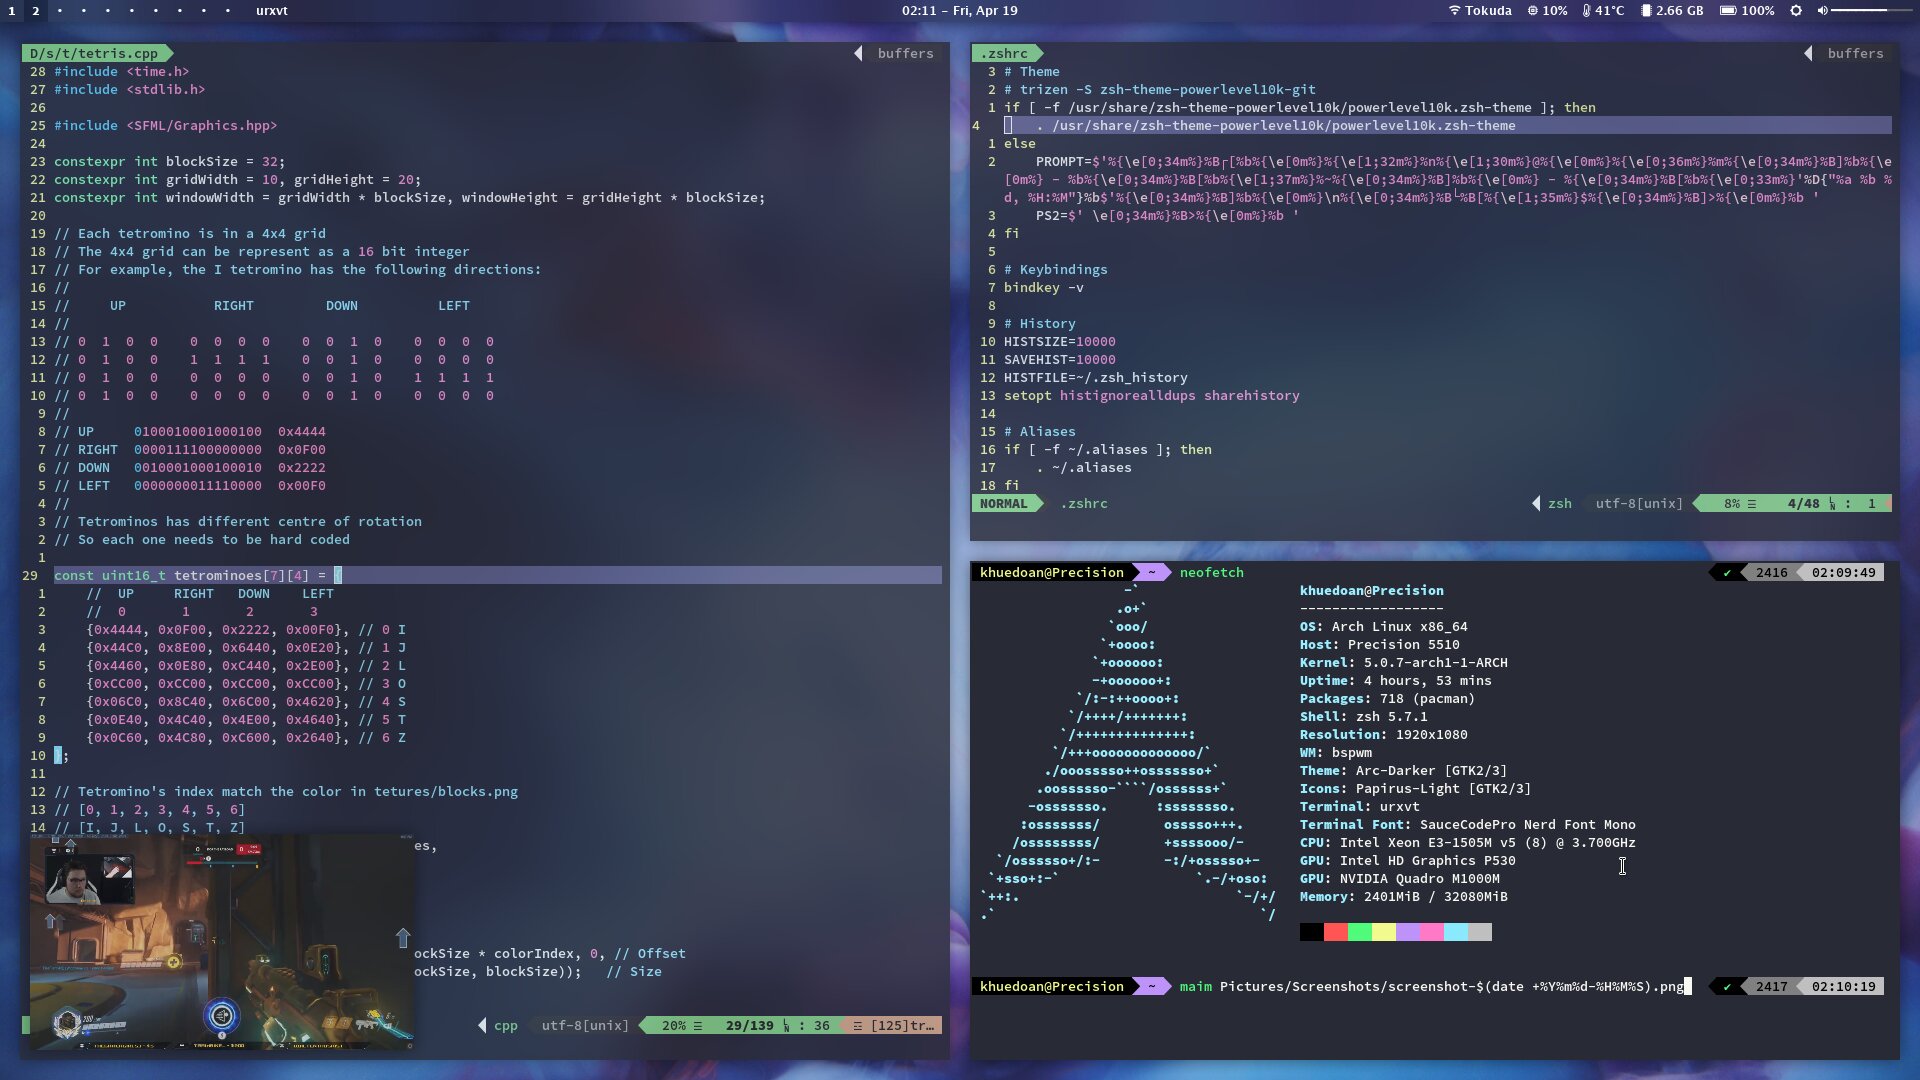 1 2 urxvt 02:11 – Fri, Apr 19 Tokuda 10% 41°C 2.66 GB 100%
D/s/t/tetris.cpp buffers
28 #include <time.h>
27 #include <stdlib.h>
26
25 #include <SFML/Graphics.hpp>
24
23 constexpr int blockSize = 32;
22 constexpr int gridWidth = 10, gridHeight = 20;
21 constexpr int windowWidth = gridWidth * blockSize, windowHeight = gridHeight * blockSize;
20
19 // Each tetromino is in a 4x4 grid
18 // The 4x4 grid can be represent as a 16 bit integer
17 // For example, the I tetromino has the following directions:
16 //
15 // UP RIGHT DOWN LEFT
14 //
13 // 0 1 0 0 0 0 0 0 0 0 1 0 0 0 0 0
12 // 0 1 0 0 1 1 1 1 0 0 1 0 0 0 0 0
11 // 0 1 0 0 0 0 0 0 0 0 1 0 1 1 1 1
10 // 0 1 0 0 0 0 0 0 0 0 1 0 0 0 0 0
9 //
8 // UP 0100010001000100 0x4444
7 // RIGHT 0000111100000000 0x0F00
6 // DOWN 0010001000100010 0x2222
5 // LEFT 0000000011110000 0x00F0
4 //
3 // Tetrominos has different centre of rotation
2 // So each one needs to be hard coded
1
29 const uint16_t tetrominoes[7][4] = {
1 // UP RIGHT DOWN LEFT
2 // 0 1 2 3
3 {0x4444, 0x0F00, 0x2222, 0x00F0}, // 0 I
4 {0x44C0, 0x8E00, 0x6440, 0x0E20}, // 1 J
5 {0x4460, 0x0E80, 0xC440, 0x2E00}, // 2 L
6 {0xCC00, 0xCC00, 0xCC00, 0xCC00}, // 3 O
7 {0x06C0, 0x8C40, 0x6C00, 0x4620}, // 4 S
8 {0x0E40, 0x4C40, 0x4E00, 0x4640}, // 5 T
9 {0x0C60, 0x4C80, 0xC600, 0x2640}, // 6 Z
10 };
11
12 // Tetromino's index match the color in tetures/blocks.png
13 // [0, 1, 2, 3, 4, 5, 6]
14 // [I, J, L, O, S, T, Z]
es,
ockSize * colorIndex, 0, // Offset
ockSize, blockSize)); // Size
cpp utf-8[unix] 20% ☰ 29/139 : 36 ☲ [125]tr…
.zshrc buffers
3 # Theme
2 # trizen -S zsh-theme-powerlevel10k-git
1 if [ -f /usr/share/zsh-theme-powerlevel10k/powerlevel10k.zsh-theme ]; then
4 . /usr/share/zsh-theme-powerlevel10k/powerlevel10k.zsh-theme
1 else
2 PROMPT=$'%{\e[0;34m%}%B┌[%b%{\e[0m%}%{\e[1;32m%}%n%{\e[1;30m%}@%{\e[0m%}%{\e[0;36m%}%m%{\e[0;34m%}%B]%b%{\e
[0m%} - %b%{\e[0;34m%}%B[%b%{\e[1;37m%}%~%{\e[0;34m%}%B]%b%{\e[0m%} - %{\e[0;34m%}%B[%b%{\e[0;33m%}'%D{"%a %b %
d, %H:%M"}%b$'%{\e[0;34m%}%B]%b%{\e[0m%}\n%{\e[0;34m%}%B└%B[%{\e[1;35m%}$%{\e[0;34m%}%B]>%{\e[0m%}%b '
3 PS2=$' \e[0;34m%}%B>%{\e[0m%}%b '
4 fi
5
6 # Keybindings
7 bindkey -v
8
9 # History
10 HISTSIZE=10000
11 SAVEHIST=10000
12 HISTFILE=~/.zsh_history
13 setopt histignorealldups sharehistory
14
15 # Aliases
16 if [ -f ~/.aliases ]; then
17 . ~/.aliases
18 fi
NORMAL .zshrc zsh utf-8[unix] 8% ☰ 4/48 : 1
khuedoan@Precision ~ neofetch ✔ 2416 02:09:49
khuedoan@Precision
------------------
OS: Arch Linux x86_64
Host: Precision 5510
Kernel: 5.0.7-arch1-1-ARCH
Uptime: 4 hours, 53 mins
Packages: 718 (pacman)
Shell: zsh 5.7.1
Resolution: 1920x1080
WM: bspwm
Theme: Arc-Darker [GTK2/3]
Icons: Papirus-Light [GTK2/3]
Terminal: urxvt
Terminal Font: SauceCodePro Nerd Font Mono
CPU: Intel Xeon E3-1505M v5 (8) @ 3.700GHz
GPU: Intel HD Graphics P530
GPU: NVIDIA Quadro M1000M
Memory: 2401MiB / 32080MiB
khuedoan@Precision ~ maim Pictures/Screenshots/screenshot-$(date +%Y%m%d-%H%M%S).png ✔ 2417 02:10:19